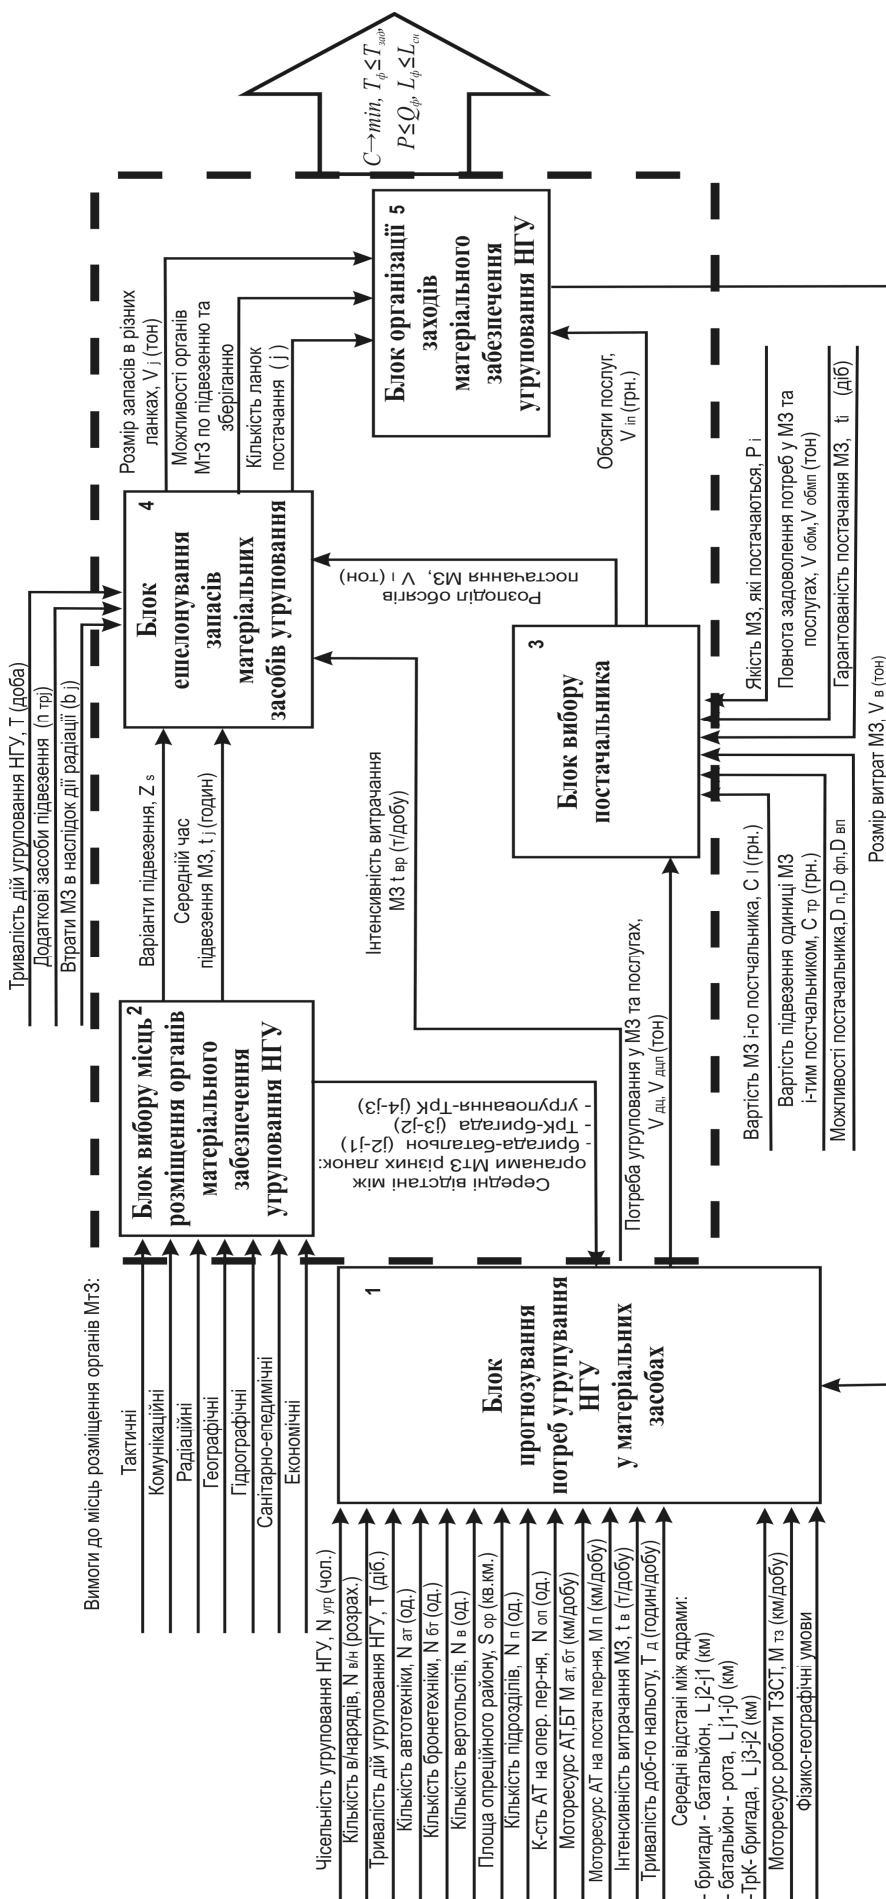 Вимоги до місць розміщення органів МтЗ:
Тактичні
Комунікаційні
Радіаційні
Географічні
Гідрографічні
Санітарно-епедимічні
Економічні
Чісельність угруповання НГУ, N угр (чол.)
Кількість в/нарядів, N в/н (розрах.)
Тривалість дій угруповання НГУ, T (діб.)
Кількість автотехніки, N ат (од.)
Кількість бронетехніки, N бт (од.)
Кількість вертольотів, N в (од.)
Площа опреційного району, S ор (кв.км.)
Кількість підрозділів, N п (од.)
К-сть АТ на опер. пер-ня, N оп (од.)
Моторесурс АТ,БТ M ат, бт (км/добу)
Моторесурс АТ на постач пер-ня, M п (км/добу)
Інтенсивність витрачання МЗ, t в (т/добу)
Тривалість доб-го нальоту, T д (годин/добу)
Середні відстані між ядрами:
- бригади - батальйон, L j2-j1 (км)
- батальйон - рота, L j1-j0 (км)
-ТрК- бригада, L j3-j2 (км)
Моторесурс роботи ТЗСТ, M тз (км/добу)
Фізико-географічні умови
1
Блок
прогнозування
потреб угрупування
НГУ
у матеріальних
засобах
Блок вибору місць 2
розміщення органів
матеріального
забезпечення
угруповання НГУ
Середні відстані між
органами МтЗ різних ланок:
- бригада-батальон (j2-j1)
- ТрК-бригада (j3-j2)
- угруповання-ТрК (j4-j3)
Потреба угруповання у МЗ та послугах,
V дц, V дцп (тон)
Тривалість дій угруповання НГУ, T (доба)
Додаткові засоби підвезення (n трj)
Втрати МЗ в наслідок дії радіації (b j)
Варіанти підвезення, Z s
Середній час
підвезення МЗ, t j (годин)
Інтенсивність витрачання
МЗ t вр (т/добу)
4
Блок
ешелонування
запасів
матеріальних
засобів угруповання
Розподіл обсягів
постачання МЗ, V i (тон)
3
Блок вибору
постачальника
Вартість МЗ і-го постчальника, C i (грн.)
Вартість підвезення одиниці МЗ
і-тим постчальником, C тр (грн.)
Можливості постачальника,D п,D фп,D вп
Якість МЗ, які постачаються, P i
Повнота задоволення потреб у МЗ та
послугах, V обм,V обмп (тон)
Гарантованість постачання МЗ, ti (діб)
Розмір витрат МЗ, V в (тон)
Розмір запасів в різних
ланках, V j (тон)
Можливості органів
МтЗ по підвезенню та
зберіганню
Кількість ланок
постачання ( j )
Обсяги послуг,
V in (грн.)
Блок організації 5
заходів
матеріального
забезпечення
угруповання НГУ
C→min, Tф≤Tзад,
P≤Qф, Lф≤Lсн